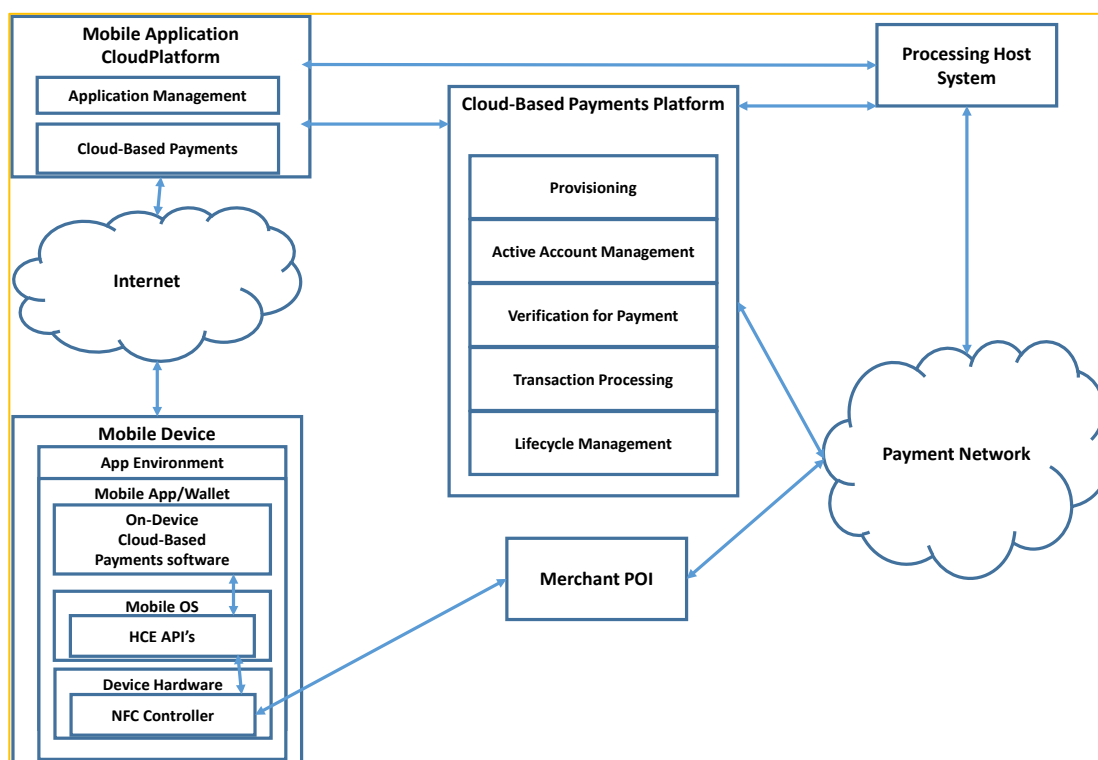 Mobile Application
CloudPlatform
Application Management
Cloud-Based Payments
Processing Host
System
Cloud-Based Payments Platform
Provisioning
Active Account Management
Verification for Payment
Transaction Processing
Lifecycle Management
Internet
Mobile Device
App Environment
Mobile App/Wallet
On-Device
Cloud-Based
Payments software
Mobile OS
HCE API’s
Device Hardware
NFC Controller
Merchant POI
Payment Network